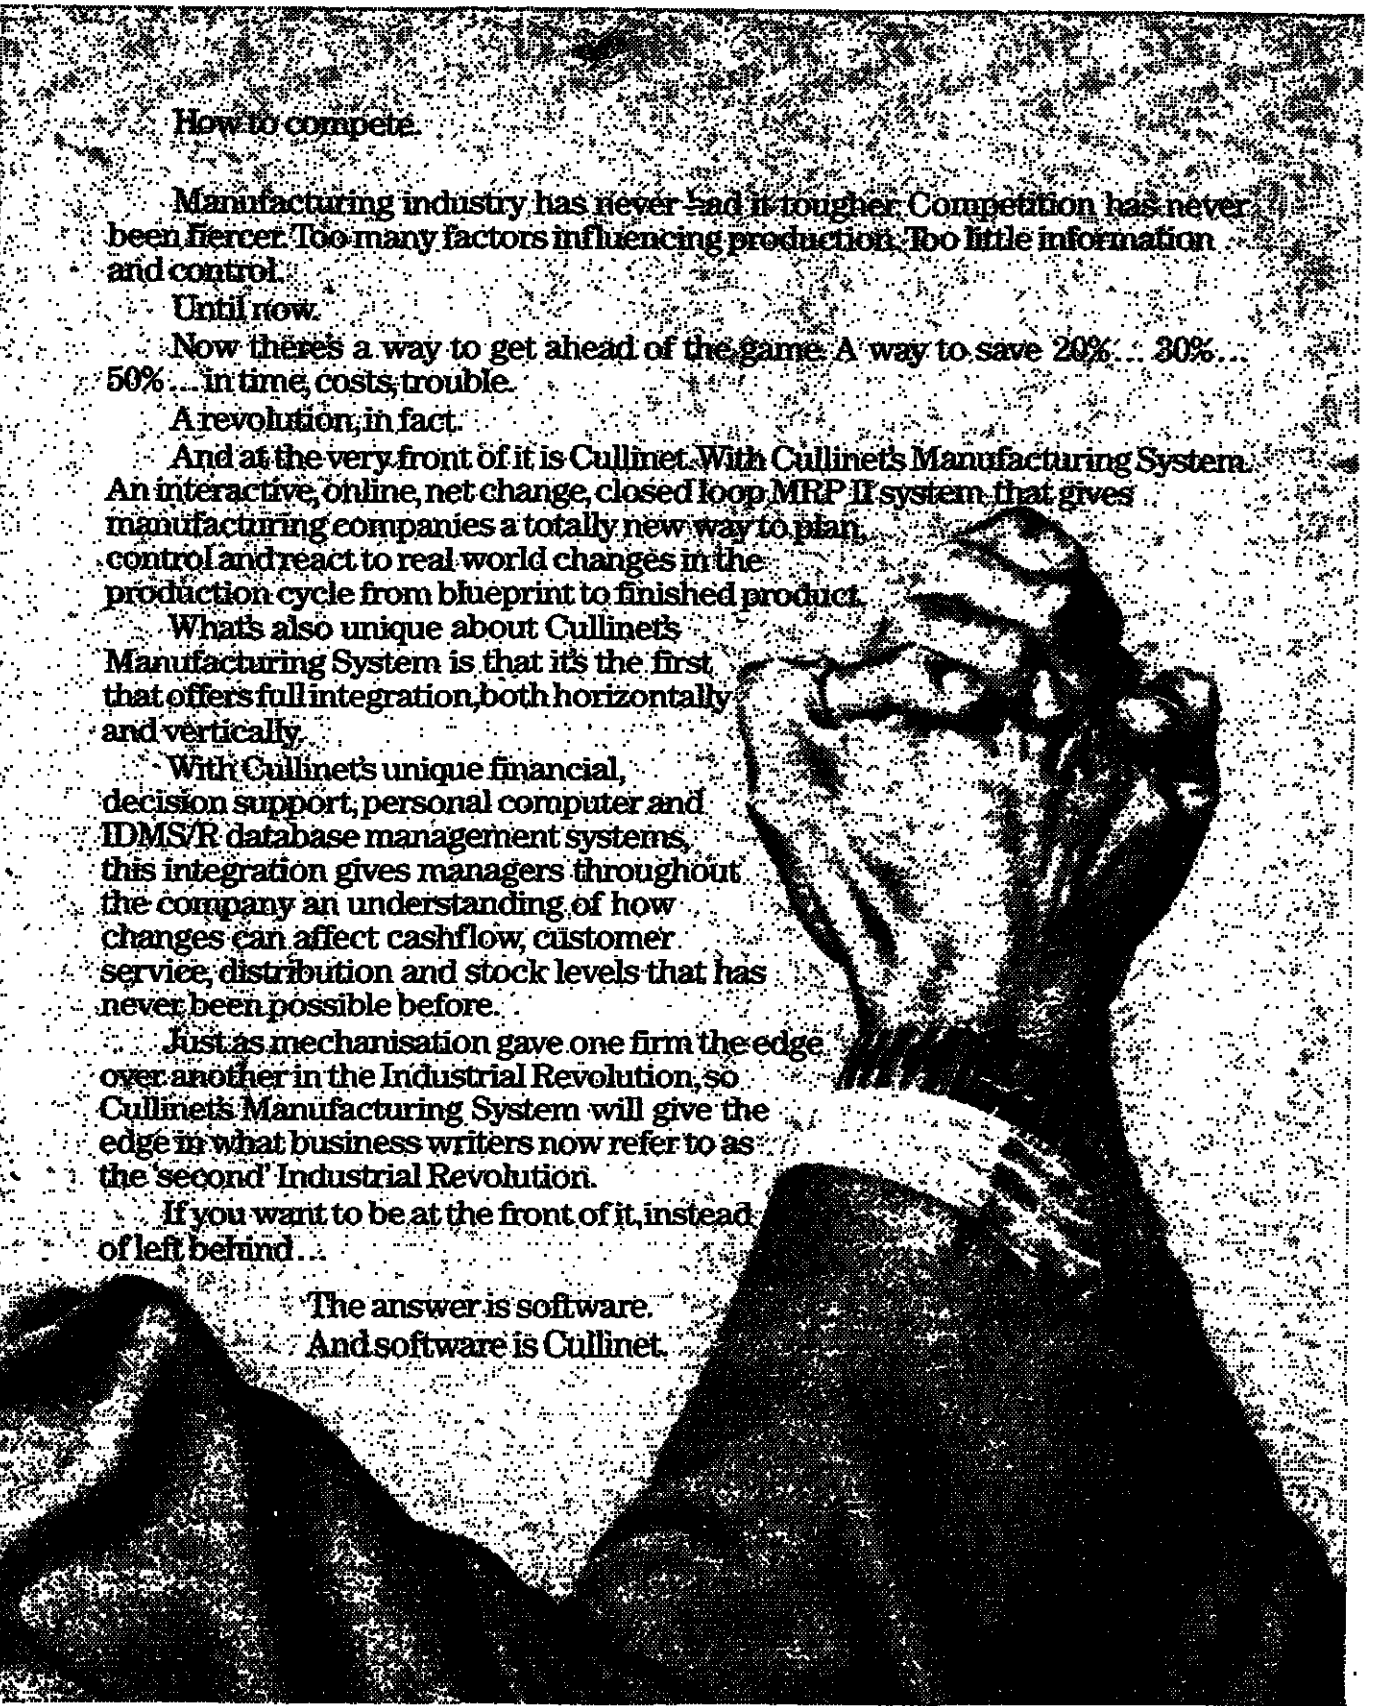 How to compete.
Manufacturing industry has never had it tougher. Competition has never
been fiercer. Too many factors influencing production. Too little information
and control.
Until now.
Now there's a way to get ahead of the game. A way to save 20%... 30%...
50%... in time, costs, trouble.
A revolution, in fact.
And at the very front of it is Cullinet. With Cullinet's Manufacturing System.
An interactive, online, net change, closed loop MRP II system that gives
manufacturing companies a totally new way to plan,
control and react to real world changes in the
production cycle from blueprint to finished product.
What's also unique about Cullinet's
Manufacturing System is that it's the first
that offers full integration, both horizontally
and vertically.
With Cullinet's unique financial,
decision support, personal computer and
IDMS/R database management systems,
this integration gives managers throughout
the company an understanding of how
changes can affect cashflow, customer
service, distribution and stock levels that has
never been possible before.
Just as mechanisation gave one firm the edge
over another in the Industrial Revolution, so
Cullinet's Manufacturing System will give the
edge in what business writers now refer to as
the 'second' Industrial Revolution.
If you want to be at the front of it, instead
of left behind...
The answer is software.
And software is Cullinet.